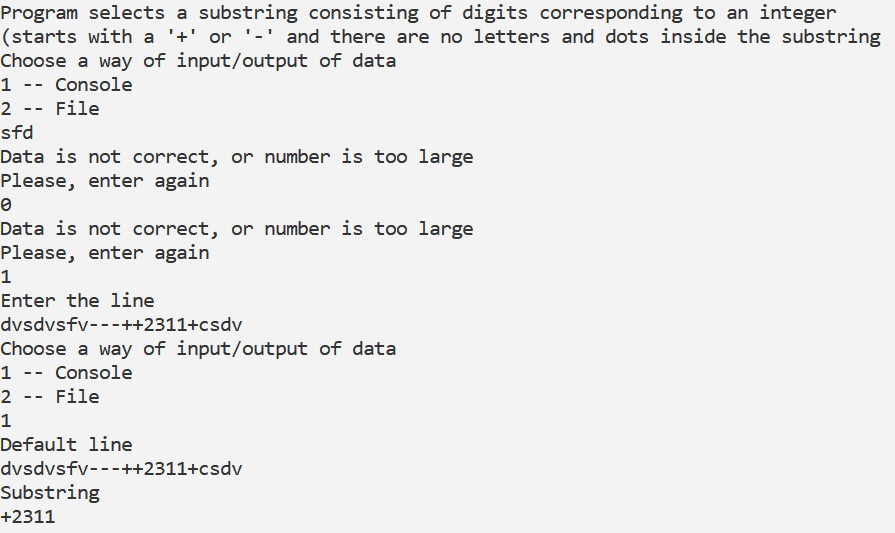 Program selects a substring consisting of digits corresponding to an integer
(starts with a '+' or '-' and there are no letters and dots inside the substring
Choose a way of input/output of data
1 -- Console
2 -- File
sfd
Data is not correct, or number is too large
Please, enter again
0
Data is not correct, or number is too large
Please, enter again
1
Enter the line
dvsdvsfv---++2311+csdv
Choose a way of input/output of data
1 -- Console
2 -- File
1
Default line
dvsdvsfv---++2311+csdv
Substring
+2311